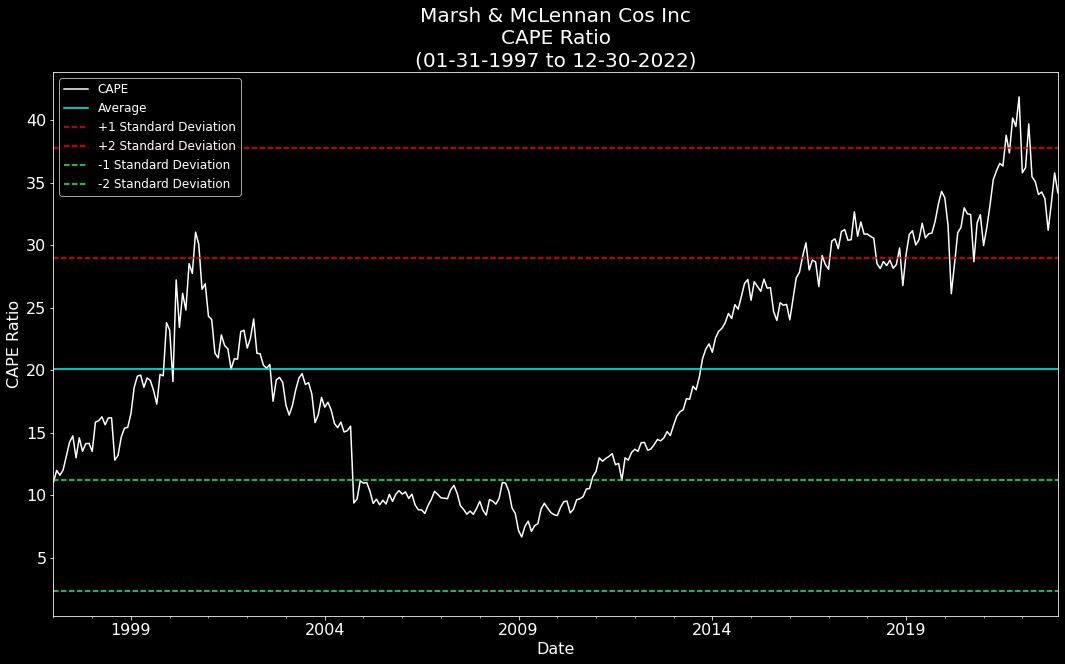 Marsh & McLennan Cos Inc
CAPE Ratio
(01-31-1997 to 12-30-2022)
CAPE
Average
+1 Standard Deviation
+2 Standard Deviation
-1 Standard Deviation
-2 Standard Deviation
40
35
30
25
20
15
10
5
CAPE Ratio
1999
2004
2009
2014
2019
Date